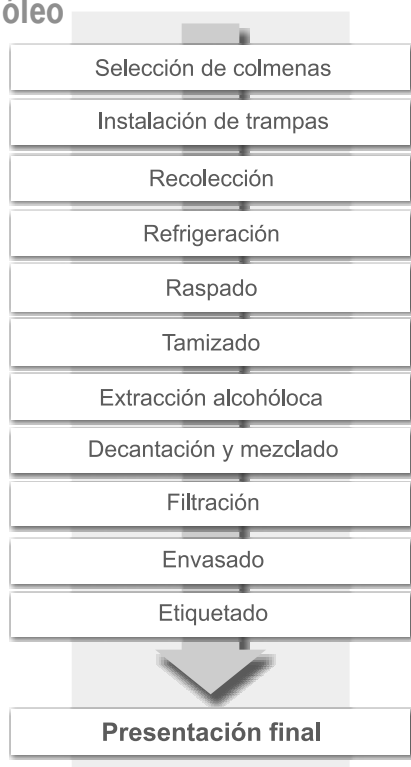 óleo
Selección de colmenas
Instalación de trampas
Recolección
Refrigeración
Raspado
Tamizado
Extracción alcohóloca
Decantación y mezclado
Filtración
Envasado
Etiquetado
Presentación final